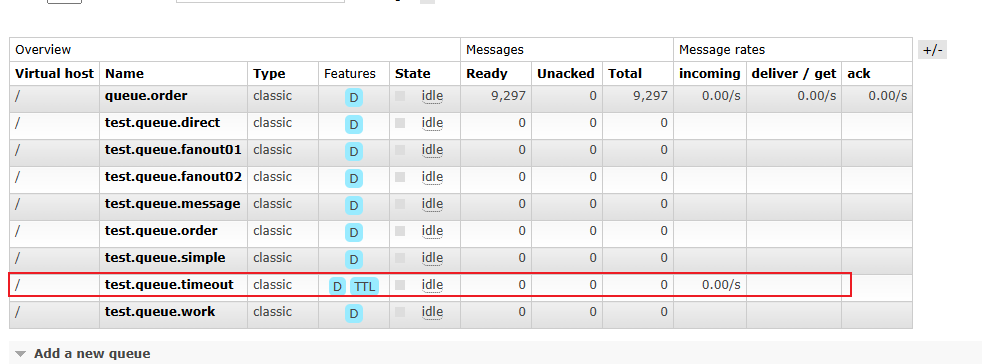 Overview Messages Message rates +/-
Virtual host Name Type Features State Ready Unacked Total incoming deliver / get ack
/ queue.order classic D idle 9,297 0 9,297 0.00/s 0.00/s 0.00/s
/ test.queue.direct classic D idle 0 0 0
/ test.queue.fanout01 classic D idle 0 0 0
/ test.queue.fanout02 classic D idle 0 0 0
/ test.queue.message classic D idle 0 0 0
/ test.queue.order classic D idle 0 0 0
/ test.queue.simple classic D idle 0 0 0
/ test.queue.timeout classic D TTL idle 0 0 0 0.00/s
/ test.queue.work classic D idle 0 0 0
Add a new queue